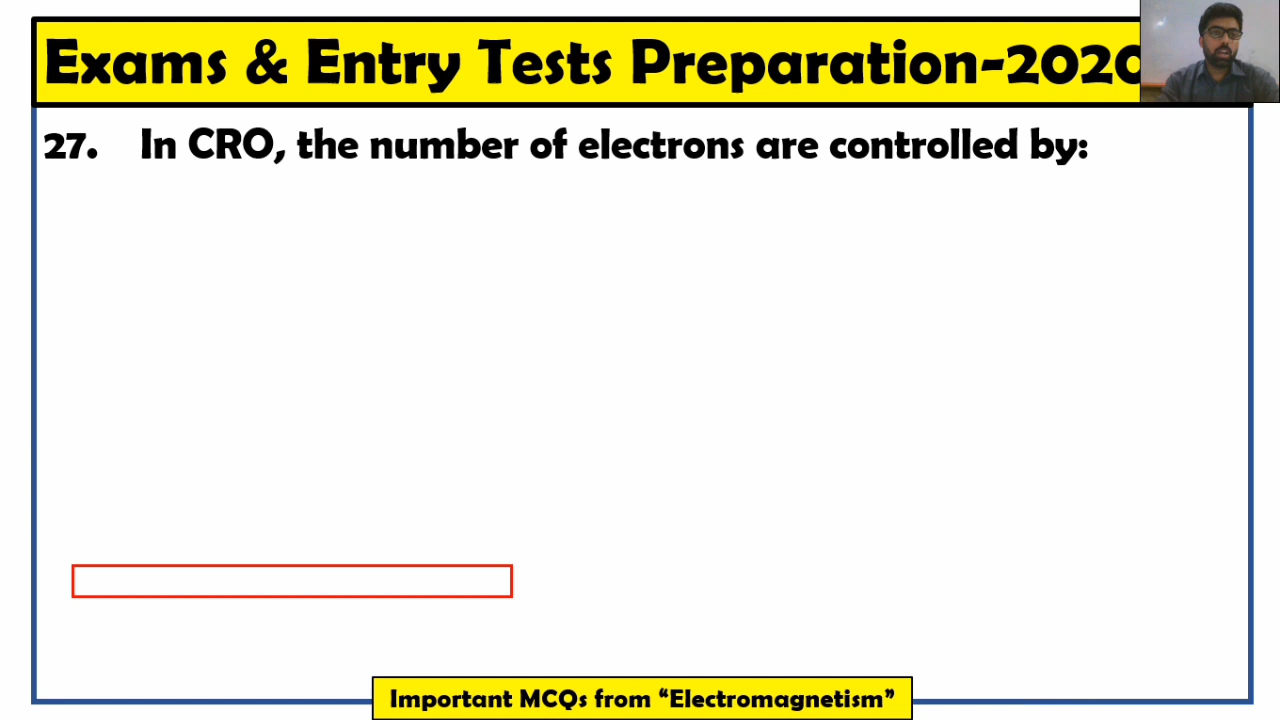 Exams & Entry Tests Preparation-2020
27. In CRO, the number of electrons are controlled by:
Important MCQs from “Electromagnetism”